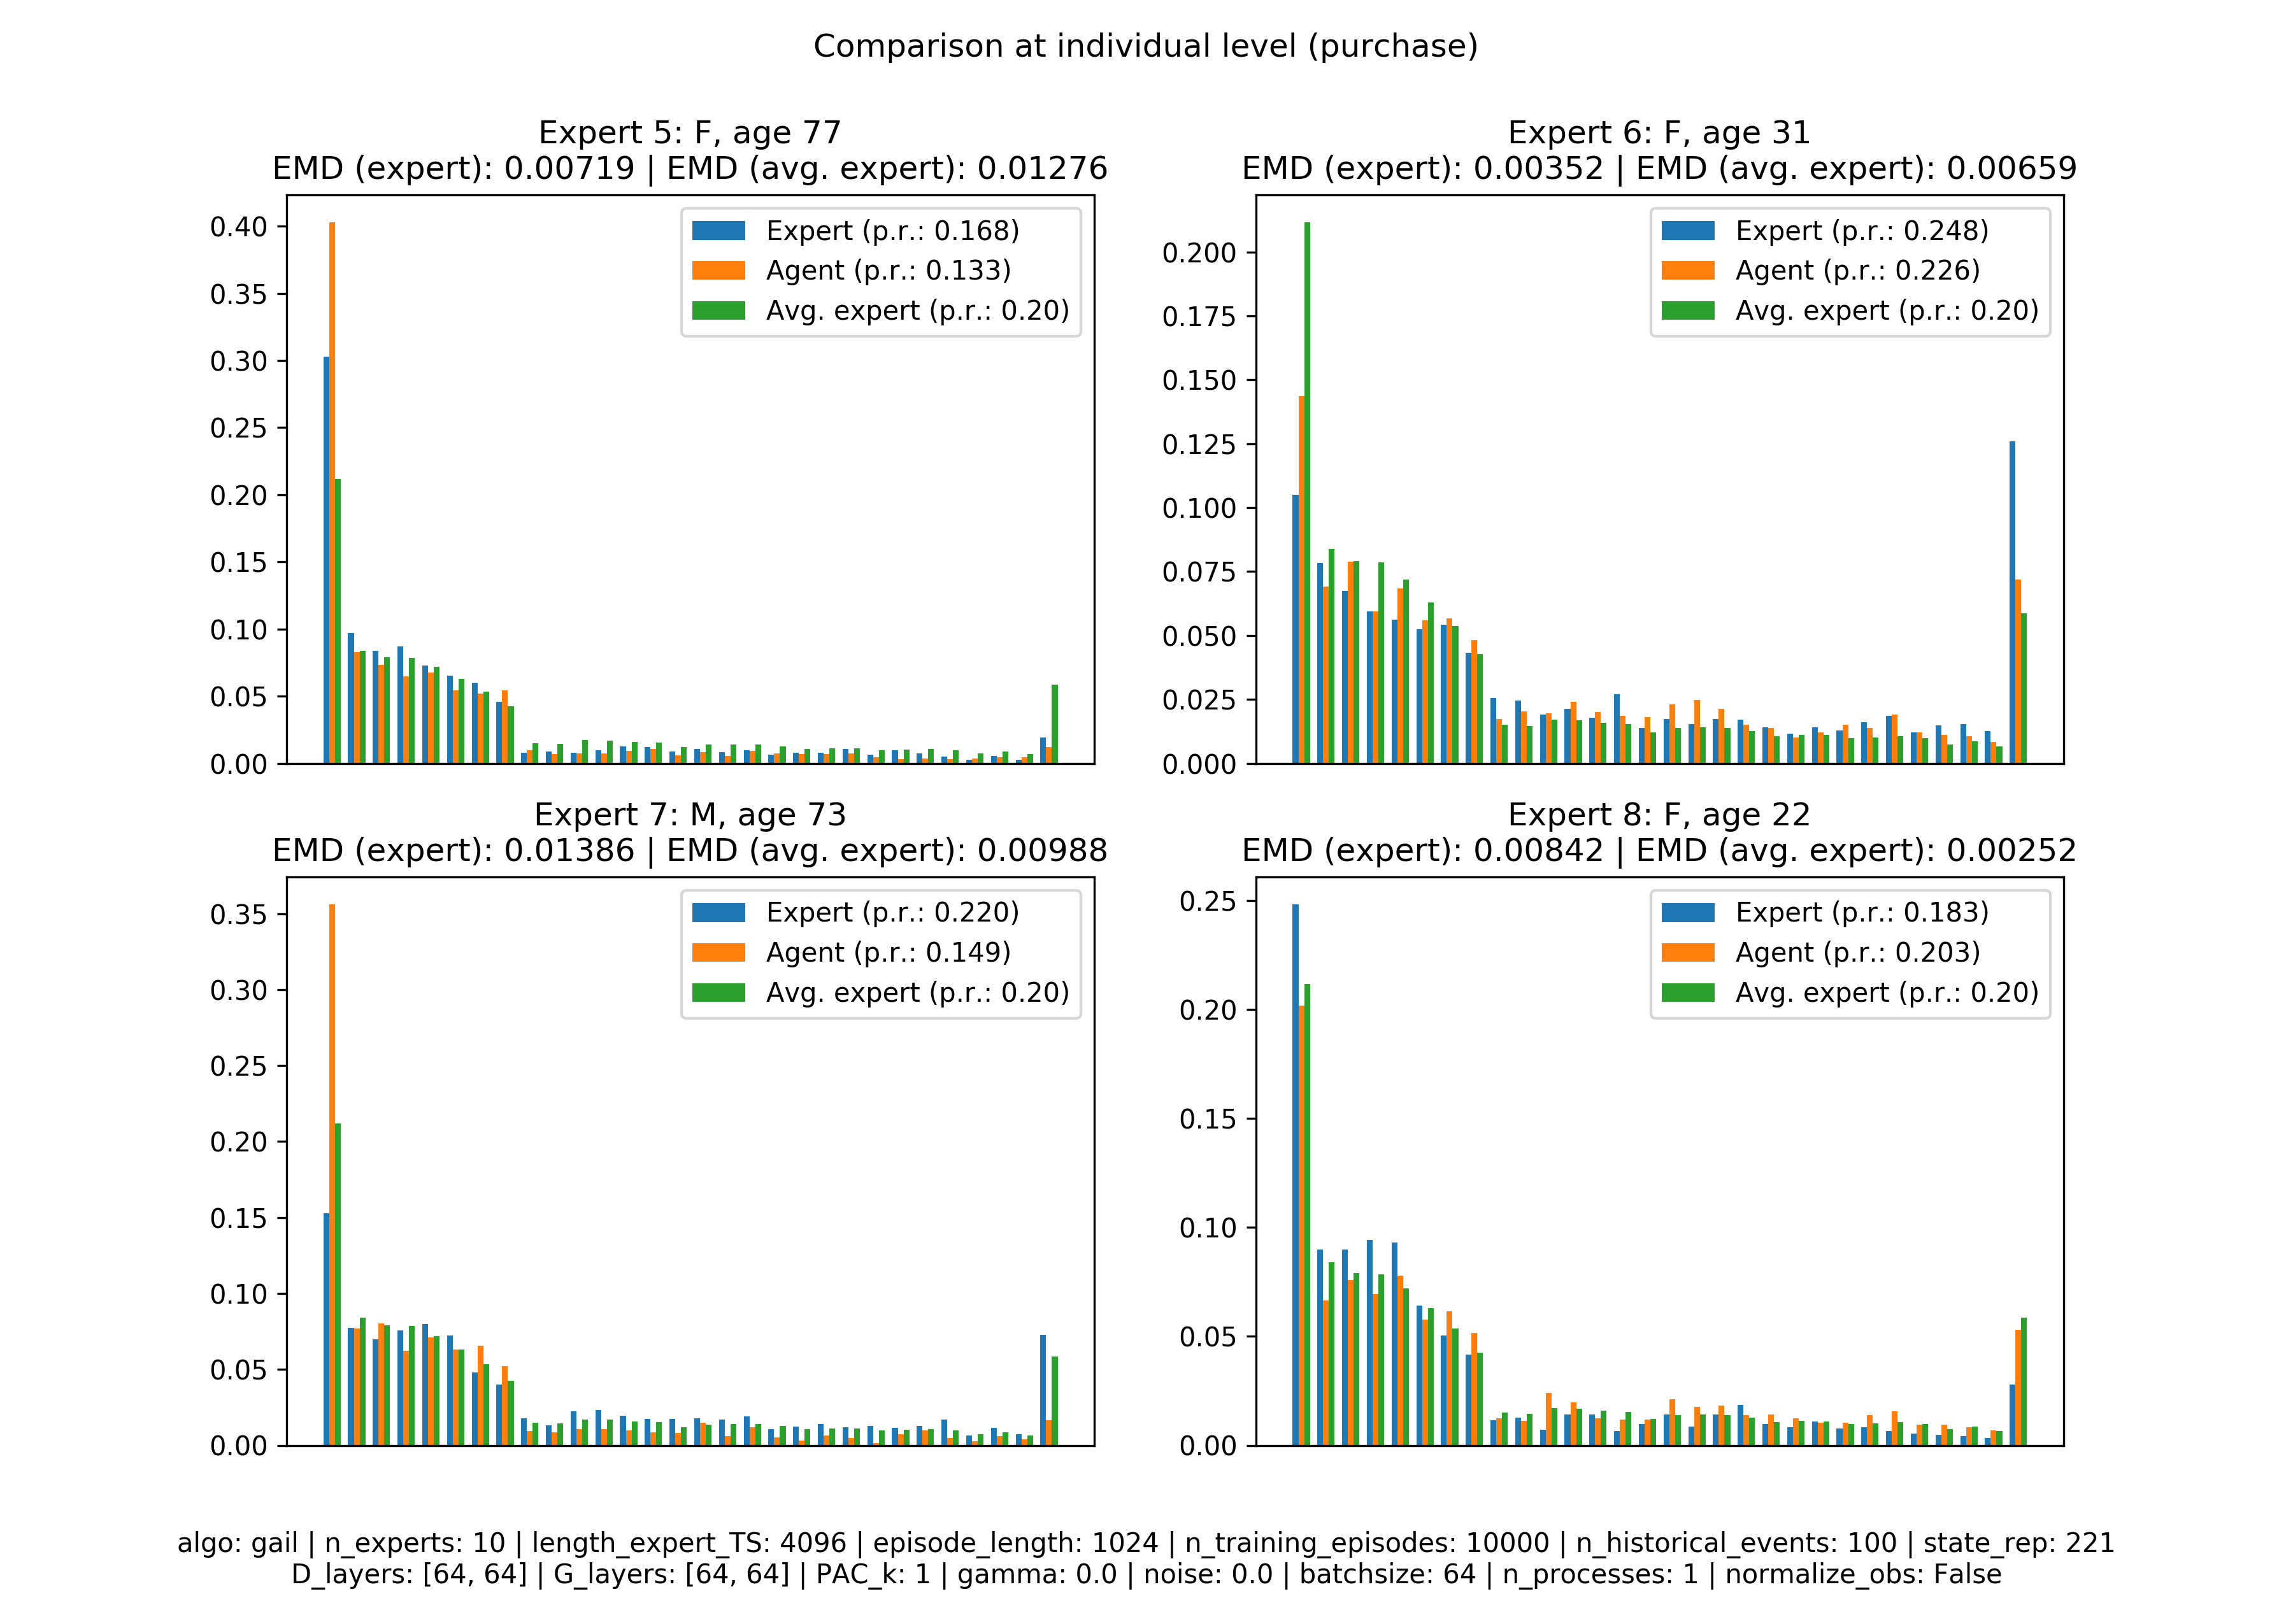 Comparison at individual level (purchase)
Expert 5: F, age 77
EMD (expert): 0.00719 | EMD (avg. expert): 0.01276
0.40
0.35
0.30
0.25
0.20
0.15
0.10
0.05
0.00
Expert (p.r.: 0.168)
Agent (p.r.: 0.133)
Avg. expert (p.r.: 0.20)
Expert 6: F, age 31
EMD (expert): 0.00352 | EMD (avg. expert): 0.00659
0.200
0.175
0.150
0.125
0.100
0.075
0.050
0.025
0.000
Expert (p.r.: 0.248)
Agent (p.r.: 0.226)
Avg. expert (p.r.: 0.20)
Expert 7: M, age 73
EMD (expert): 0.01386 | EMD (avg. expert): 0.00988
0.35
0.30
0.25
0.20
0.15
0.10
0.05
0.00
Expert (p.r.: 0.220)
Agent (p.r.: 0.149)
Avg. expert (p.r.: 0.20)
Expert 8: F, age 22
EMD (expert): 0.00842 | EMD (avg. expert): 0.00252
0.25
0.20
0.15
0.10
0.05
0.00
Expert (p.r.: 0.183)
Agent (p.r.: 0.203)
Avg. expert (p.r.: 0.20)
algo: gail | n_experts: 10 | length_expert_TS: 4096 | episode_length: 1024 | n_training_episodes: 10000 | n_historical_events: 100 | state_rep: 221
D_layers: [64, 64] | G_layers: [64, 64] | PAC_k: 1 | gamma: 0.0 | noise: 0.0 | batchsize: 64 | n_processes: 1 | normalize_obs: False